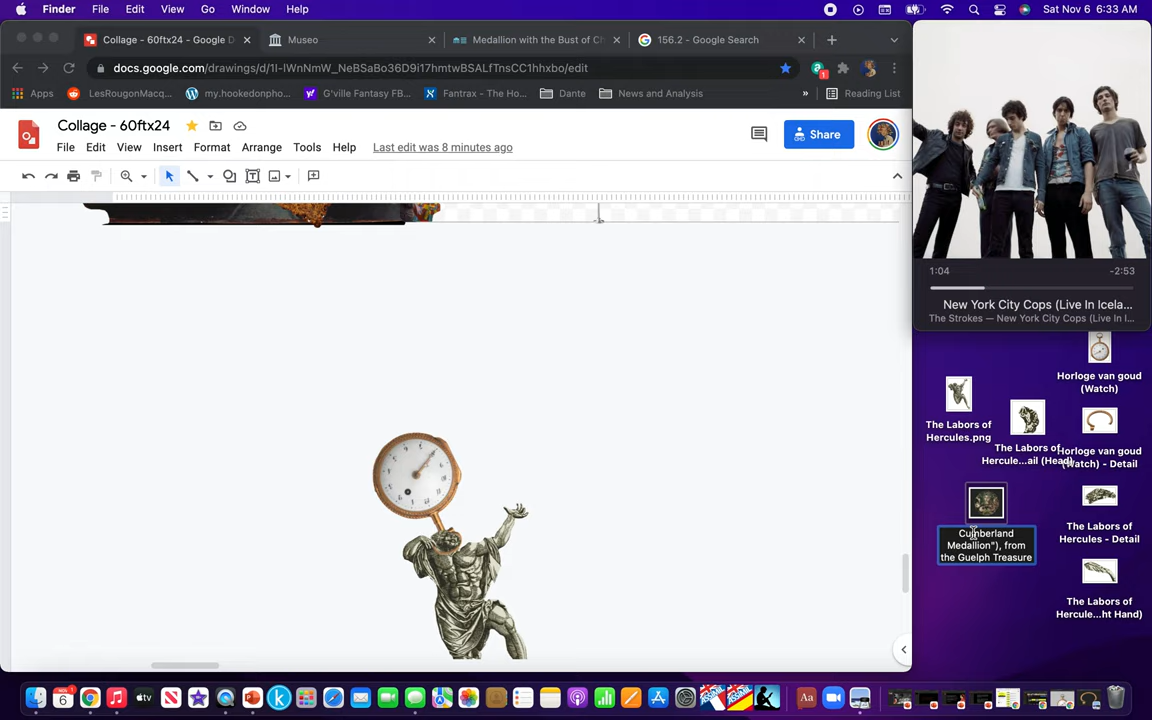 Finder File Edit View Go Window Help Sat Nov 6 6:33 AM
Collage - 60ftx24 - Google D Museo Medallion with the Bust of Ch 156.2 - Google Search
docs.google.com/drawings/d/1I-IWnNmW_NeBSaBo36D9i17hmtwBSALfTnsCC1hhxbo/edit
Apps LesRougonMacq... my.hookedonpho... G'ville Fantasy FB... Fantrax - The Ho... Dante News and Analysis » Reading List
Collage - 60ftx24
File Edit View Insert Format Arrange Tools Help Last edit was 8 minutes ago
Share
1:04 -2:53
New York City Cops (Live In Icela...
The Strokes — New York City Cops (Live In I...
Horloge van goud
(Watch)
The Labors of
Hercules.png
The Labors of
Hercule...ail (Head)
Horloge van goud
(Watch) - Detail
Cumberland
Medallion"), from
the Guelph Treasure
The Labors of
Hercules - Detail
The Labors of
Hercule...ht Hand)